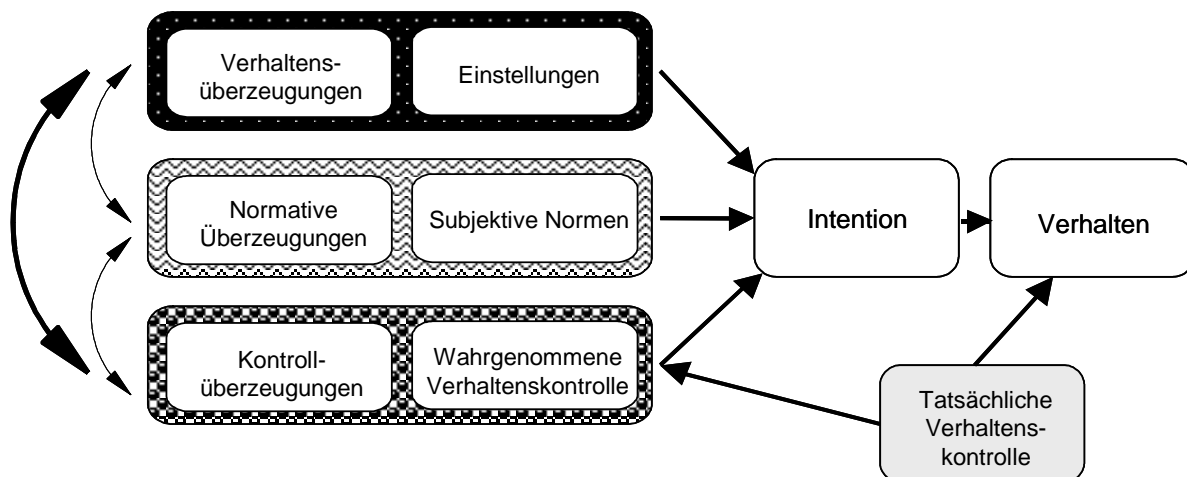 Verhaltens-
überzeugungen
Einstellungen
Normative
Überzeugungen
Subjektive Normen
Kontroll-
überzeugungen
Wahrgenommene
Verhaltenskontrolle
Intention
Verhalten
Tatsächliche
Verhaltens-
kontrolle